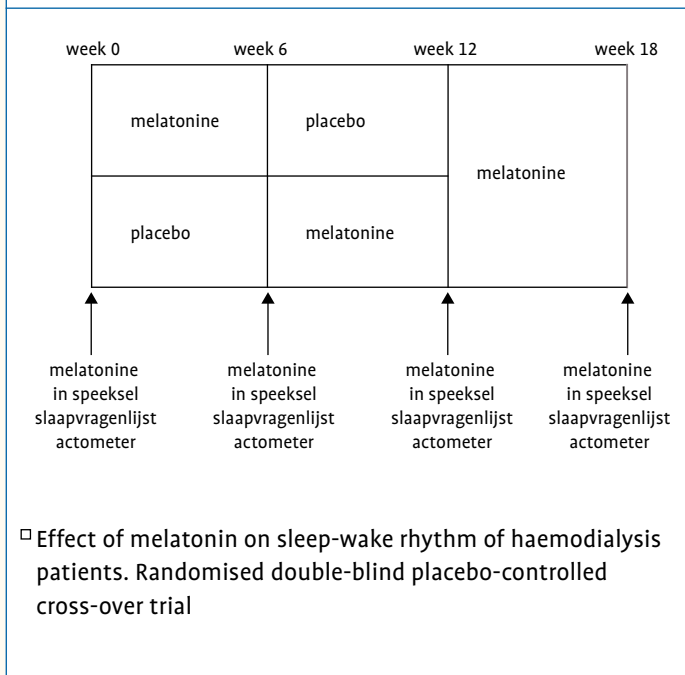 week 0 week 6 week 12 week 18
melatonine placebo
melatonine
placebo melatonine
melatonine melatonine melatonine melatonine
in speeksel in speeksel in speeksel in speeksel
slaapvragenlijst slaapvragenlijst slaapvragenlijst slaapvragenlijst
actometer actometer actometer actometer
Effect of melatonin on sleep-wake rhythm of haemodialysis
patients. Randomised double-blind placebo-controlled
cross-over trial